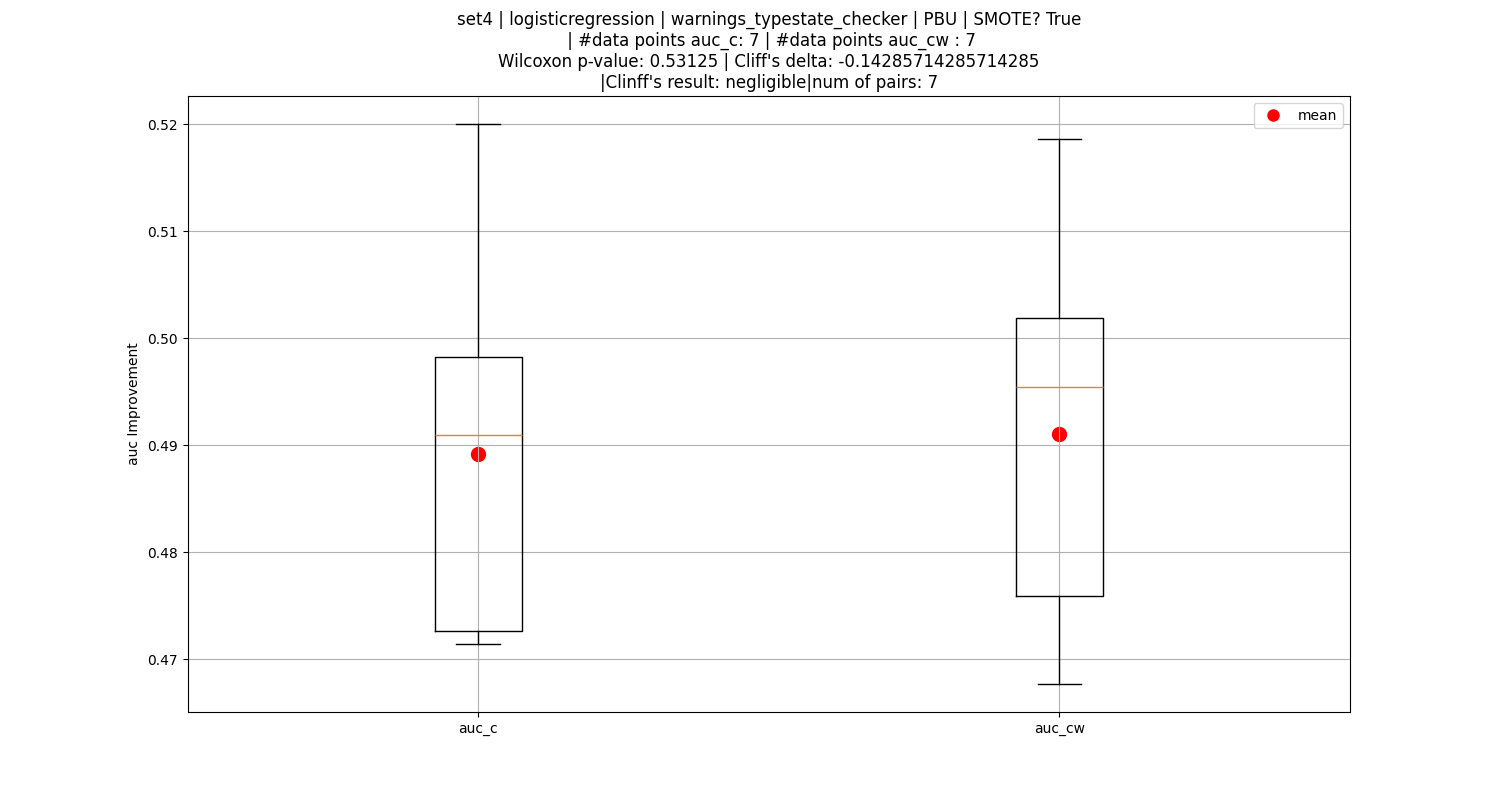 set4 | logisticregression | warnings_typestate_checker | PBU | SMOTE? True
| #data points auc_c: 7 | #data points auc_cw : 7
Wilcoxon p-value: 0.53125 | Cliff's delta: -0.14285714285714285
|Clinff's result: negligible|num of pairs: 7
mean
0.52
0.51
0.50
0.49
0.48
0.47
auc Improvement
auc_c
auc_cw